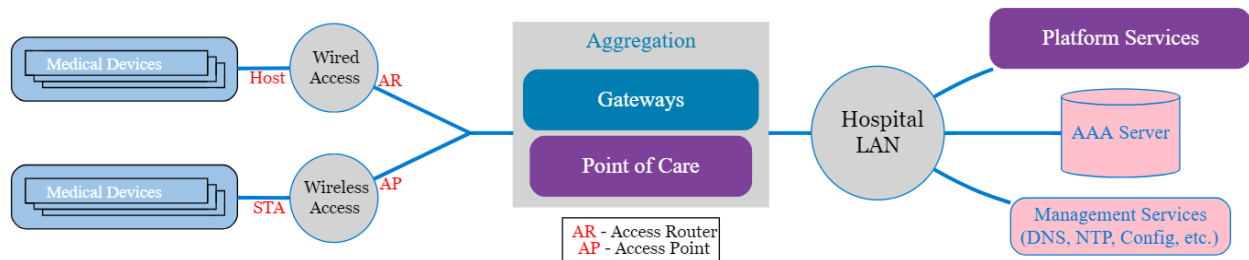 Medical Devices
Host
Wired
Access
AR
Medical Devices
STA
Wireless
Access
AP
Aggregation
Gateways
Point of Care
AR - Access Router
AP - Access Point
Hospital
LAN
Platform Services
AAA Server
Management Services
(DNS, NTP, Config, etc.)